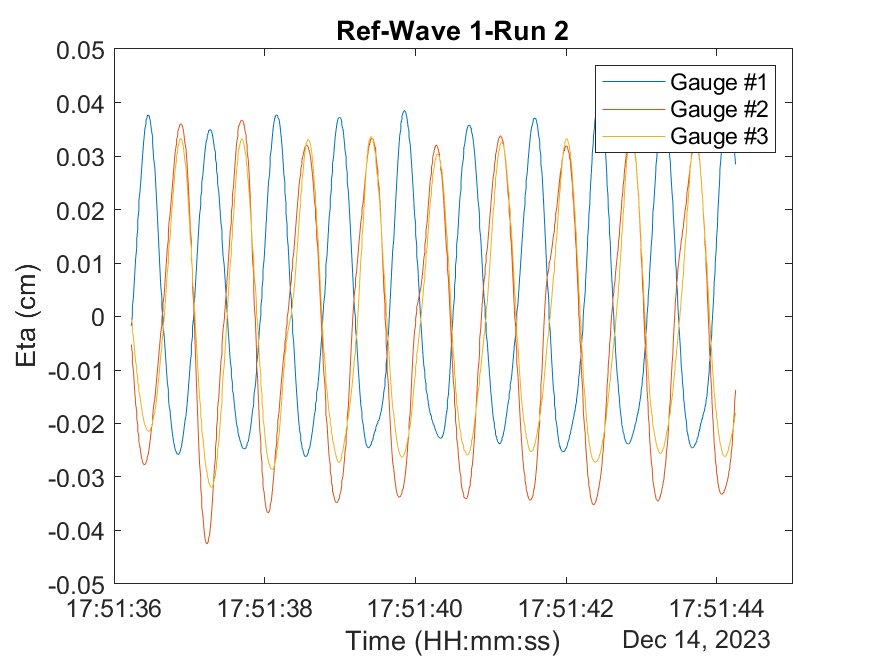 Ref-Wave 1-Run 2
0.05
0.04
0.03
0.02
0.01
0
-0.01
-0.02
-0.03
-0.04
-0.05
Eta (cm)
Gauge #1
Gauge #2
Gauge #3
17:51:36 17:51:38 17:51:40 17:51:42 17:51:44
Time (HH:mm:ss)
Dec 14, 2023